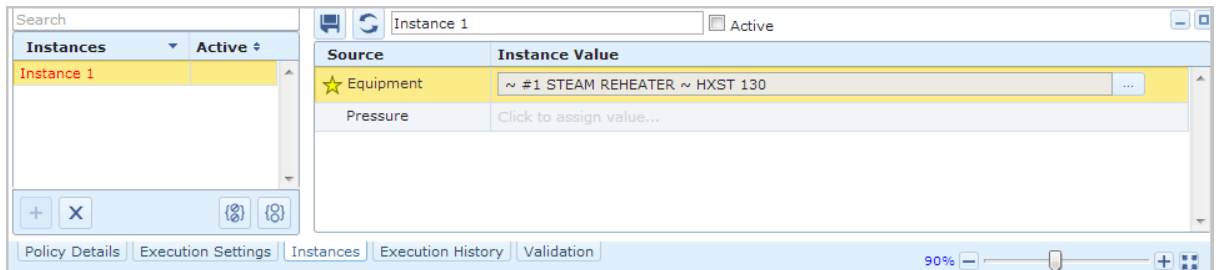 Search
Instances Active
Instance 1
Instance 1 Active
Source Instance Value
Equipment ~ #1 STEAM REHEATER ~ HXST 130 ...
Pressure Click to assign value...
Policy Details Execution Settings Instances Execution History Validation
90%